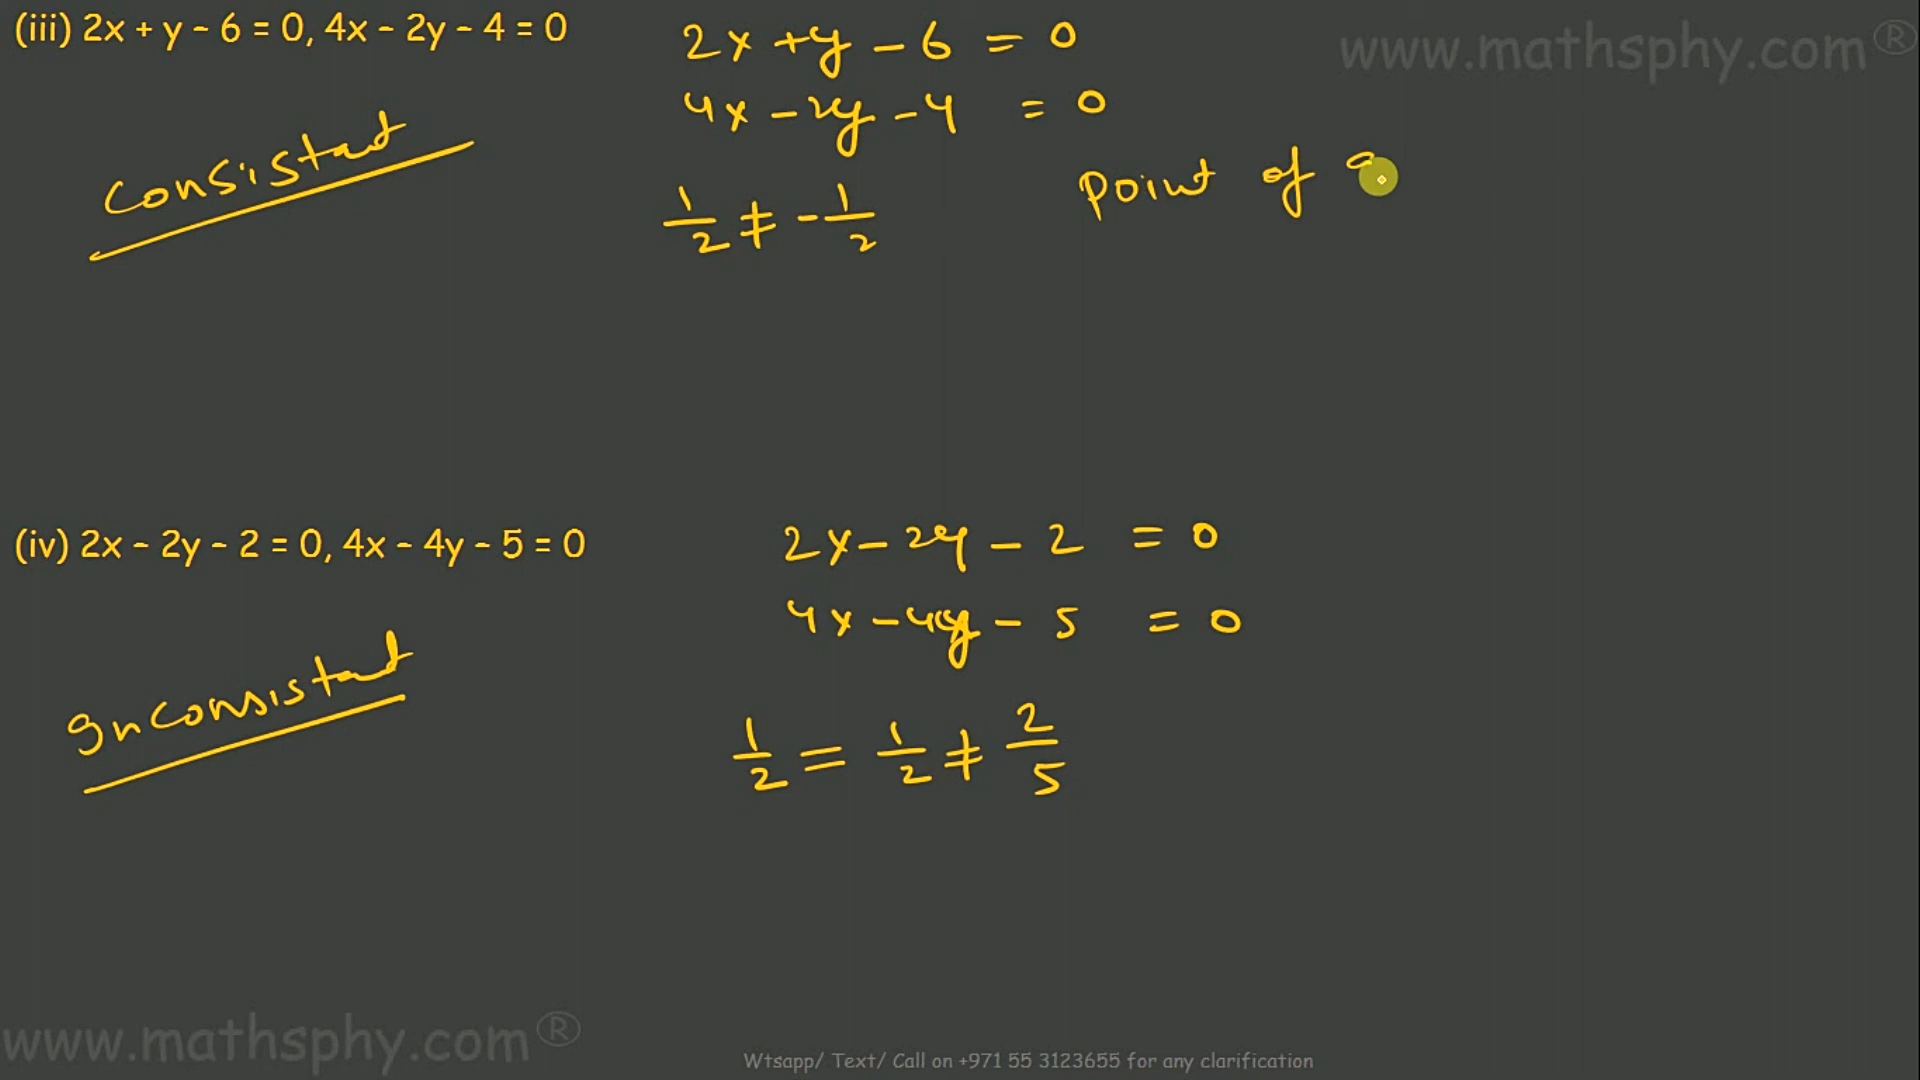 (iii) 2x + y - 6 = 0, 4x - 2y - 4 = 0
2x + y - 6 = 0
www.mathsphy.com®
4x - 2y - 4 = 0
Consistant
Point of
1/2 ≠ -1/2
(iv) 2x - 2y - 2 = 0, 4x - 4y - 5 = 0
2x - 2y - 2 = 0
4x - 4y - 5 = 0
Inconsistant
1/2 = 1/2 ≠ 2/5
www.mathsphy.com®
Wtsapp/ Text/ Call on +971 55 3123655 for any clarification